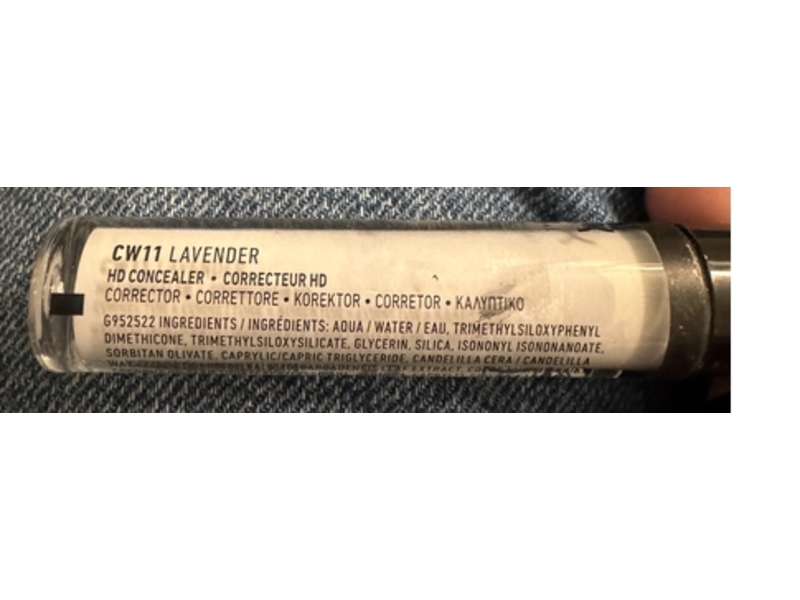 CW11 LAVENDER
HD CONCEALER • CORRECTEUR HD
CORRECTOR • CORRETTORE • KOREKTOR • CORRETOR • ΚΑΛΥΠΤΙΚΟ
G952522 INGREDIENTS / INGRÉDIENTS: AQUA / WATER / EAU, TRIMETHYLSILOXYPHENYL
DIMETHICONE, TRIMETHYLSILOXYSILICATE, GLYCERIN, SILICA, ISONONYL ISONONANOATE,
SORBITAN OLIVATE, CAPRYLIC/CAPRIC TRIGLYCERIDE, CANDELILLA CERA / CANDELILLA
EXTRACT,